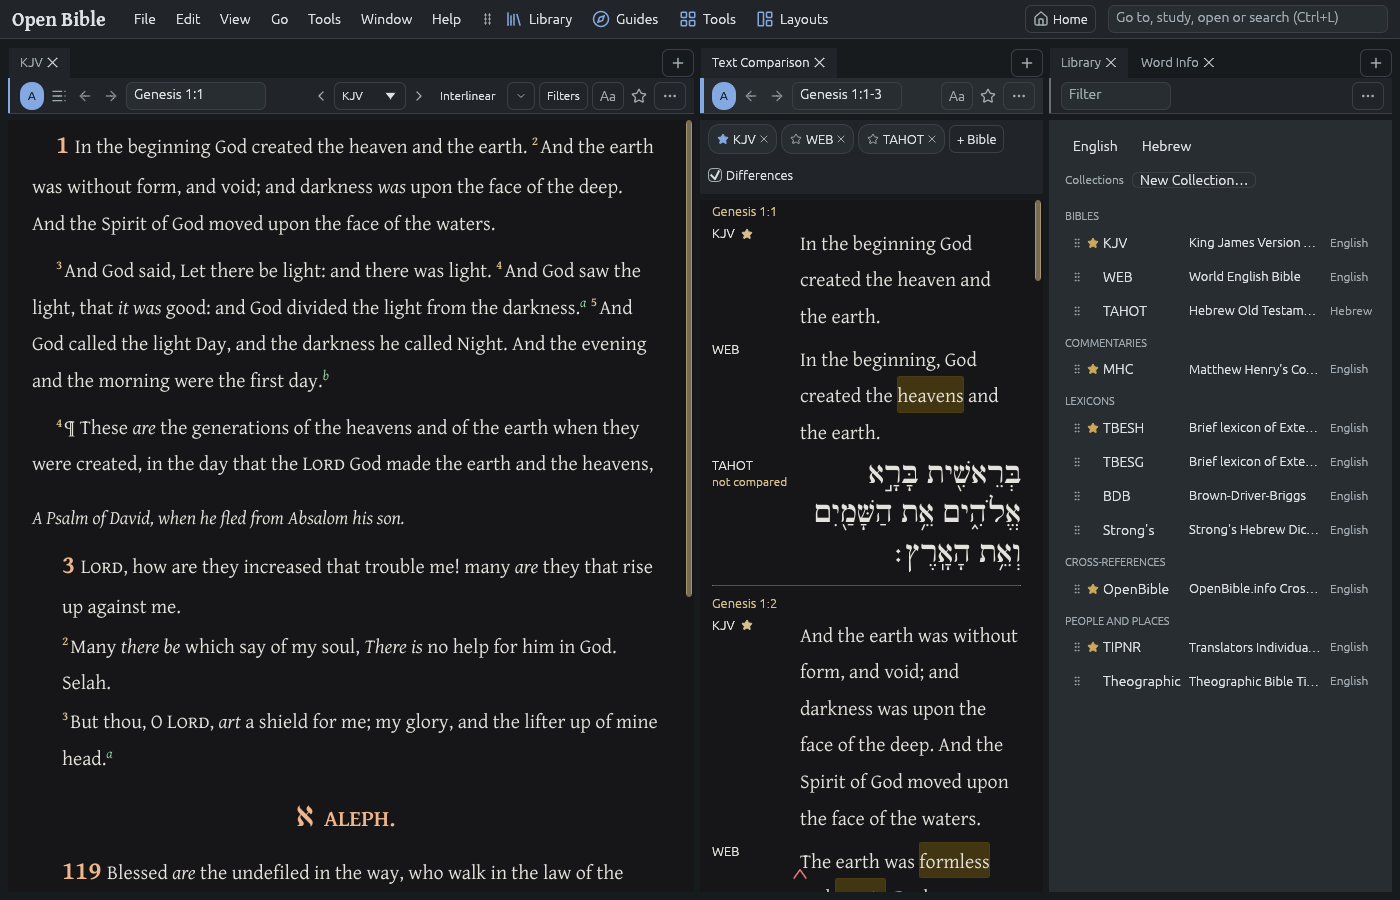 Open Bible File Edit View Go Tools Window Help Library Guides Tools Layouts Home Go to, study, open or search (Ctrl+L)
KJV
A Genesis 1:1 KJV Interlinear Filters Aa
1 In the beginning God created the heaven and the earth. 2 And the earth
was without form, and void; and darkness was upon the face of the deep.
And the Spirit of God moved upon the face of the waters.
3 And God said, Let there be light: and there was light. 4 And God saw the
light, that it was good: and God divided the light from the darkness.a 5 And
God called the light Day, and the darkness he called Night. And the evening
and the morning were the first day.b
4 ¶ These are the generations of the heavens and of the earth when they
were created, in the day that the LORD God made the earth and the heavens,
A Psalm of David, when he fled from Absalom his son.
3 LORD, how are they increased that trouble me! many are they that rise
up against me.
2 Many there be which say of my soul, There is no help for him in God.
Selah.
3 But thou, O LORD, art a shield for me; my glory, and the lifter up of mine
head.a
א ALEPH.
119 Blessed are the undefiled in the way, who walk in the law of the
Text Comparison
A Genesis 1:1-3 Aa
KJV WEB TAHOT + Bible
Differences
Genesis 1:1
KJV
In the beginning God
created the heaven and
the earth.
WEB
In the beginning, God
created the heavens and
the earth.
TAHOT
not compared
בְּרֵאשִׁ֖ית בָּרָ֣א
אֱלֹהִ֑ים אֵ֥ת הַשָּׁמַ֖יִם
וְאֵ֥ת הָאָֽרֶץ׃
Genesis 1:2
KJV
And the earth was without
form, and void; and
darkness was upon the
face of the deep. And the
Spirit of God moved upon
the face of the waters.
WEB
The earth was formless
Library Word Info
Filter
English Hebrew
Collections New Collection…
BIBLES
KJV King James Version … English
WEB World English Bible English
TAHOT Hebrew Old Testam… Hebrew
COMMENTARIES
MHC Matthew Henry's Co… English
LEXICONS
TBESH Brief lexicon of Exte… English
TBESG Brief lexicon of Exte… English
BDB Brown-Driver-Briggs English
Strong's Strong's Hebrew Dic… English
CROSS-REFERENCES
OpenBible OpenBible.info Cros… English
PEOPLE AND PLACES
TIPNR Translators Individua… English
Theographic Theographic Bible Ti… English